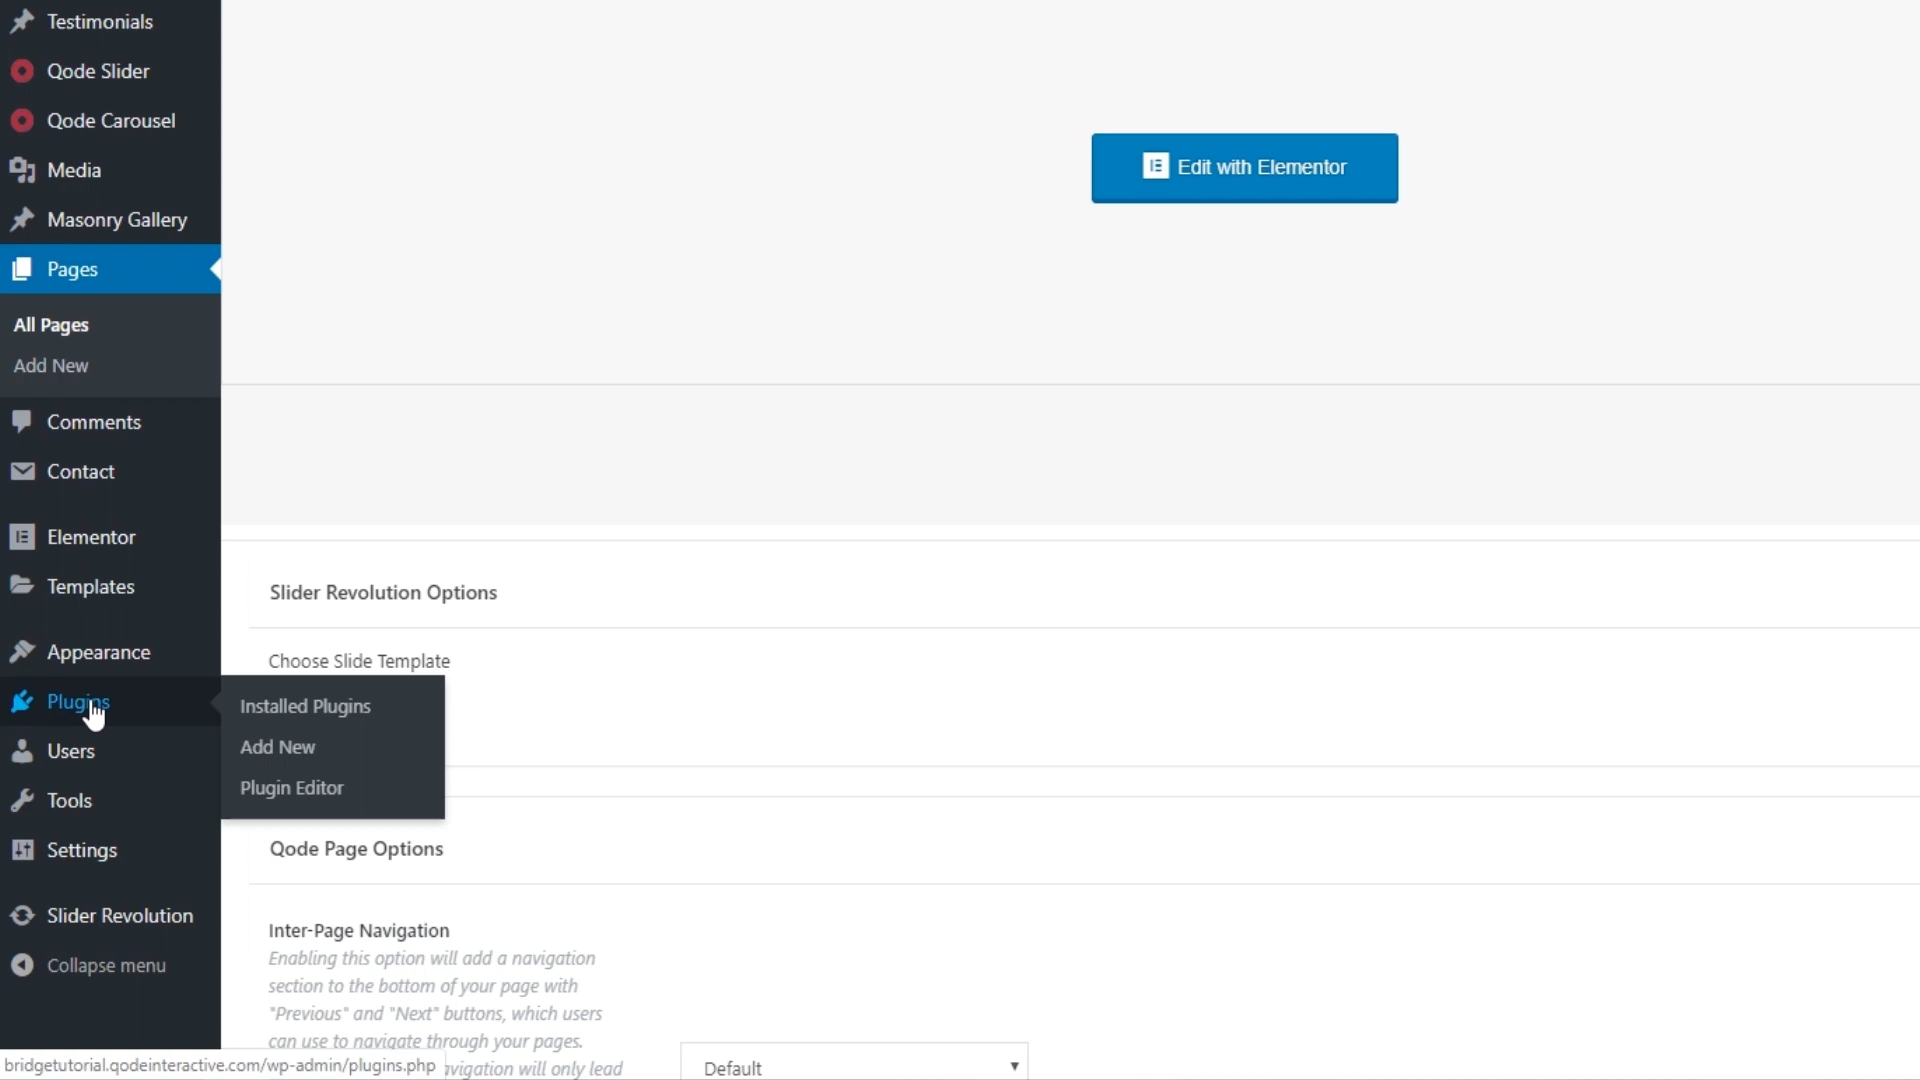 Testimonials
Qode Slider
Qode Carousel
Media
Masonry Gallery
Pages
All Pages
Add New
Comments
Contact
Elementor
Templates
Appearance
Plugins
Users
Tools
Settings
Slider Revolution
Collapse menu
Installed Plugins
Add New
Plugin Editor
Edit with Elementor
Slider Revolution Options
Choose Slide Template
Qode Page Options
Inter-Page Navigation
Enabling this option will add a navigation
section to the bottom of your page with
"Previous" and "Next" buttons, which users
can use to navigate through your pages.
avigation will only lead
Default
bridgetutorial.qodeinteractive.com/wp-admin/plugins.php